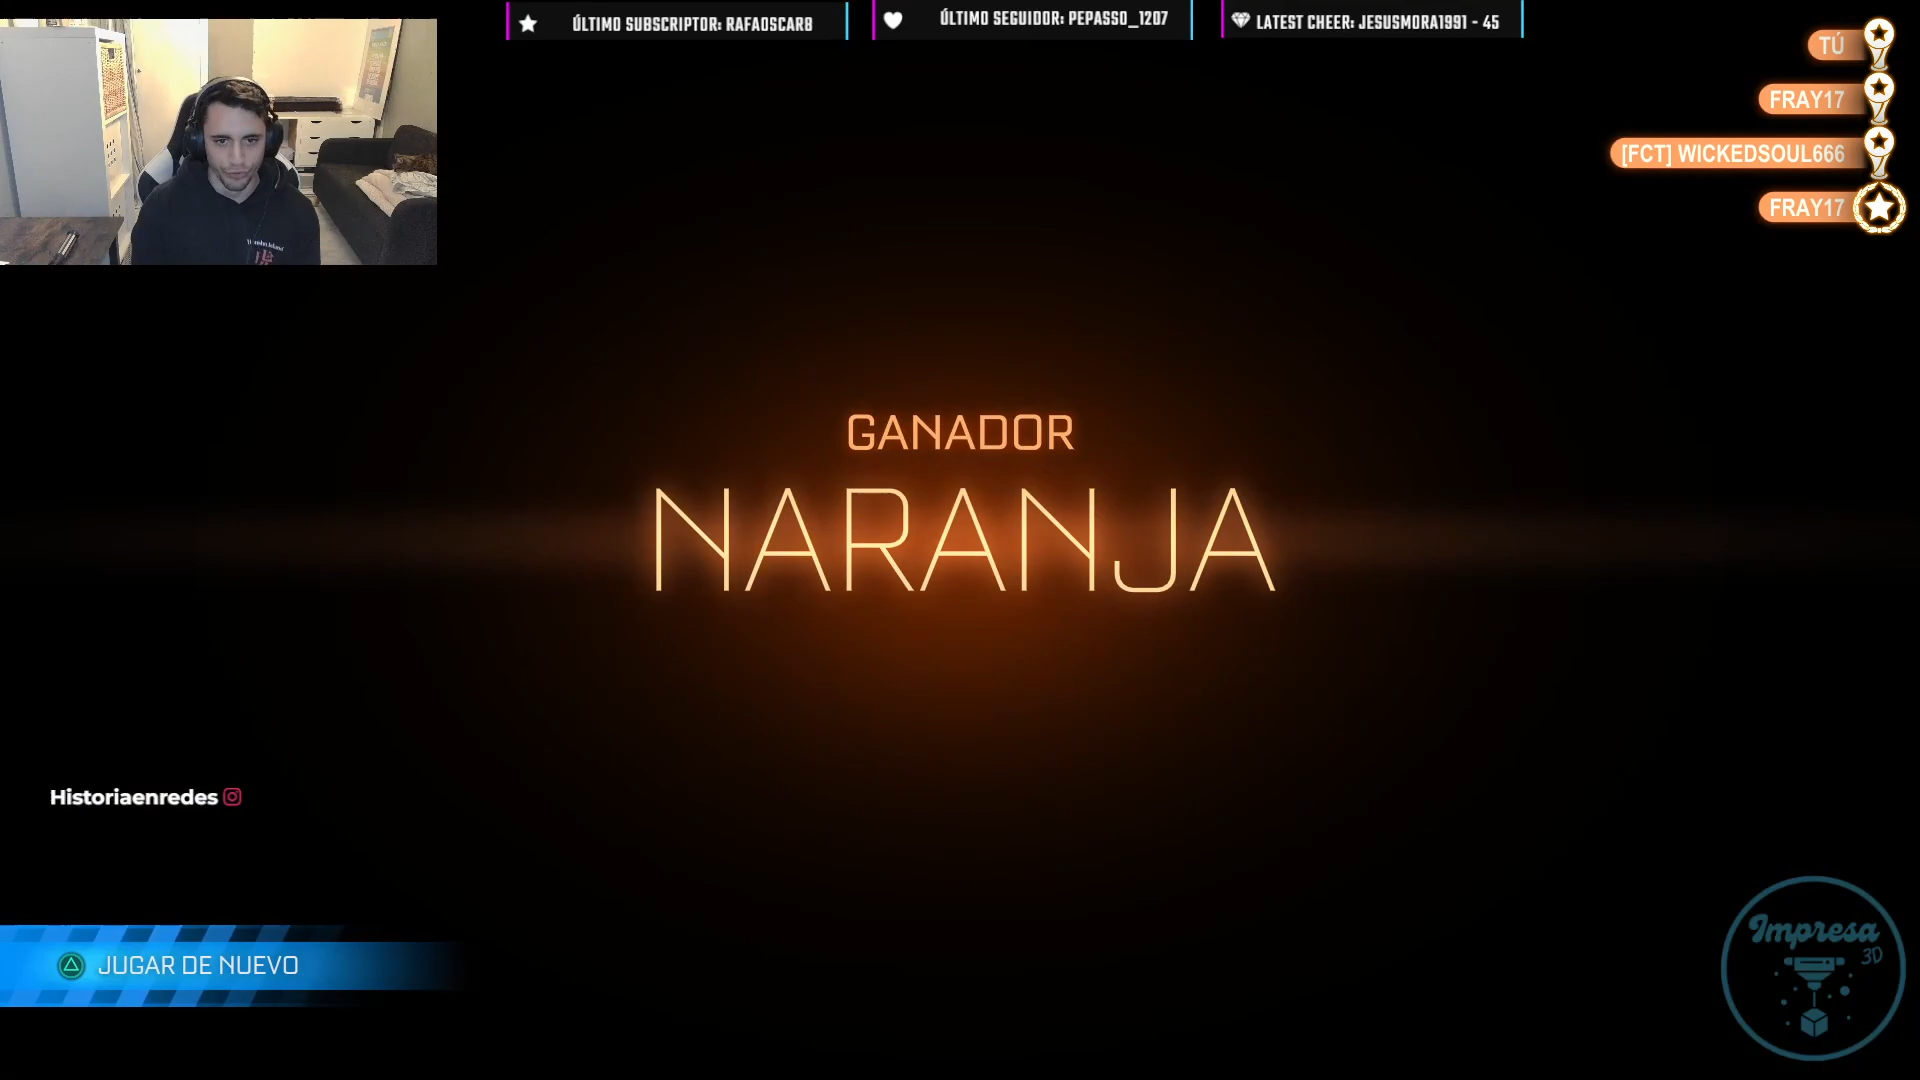 ÚLTIMO SUBSCRIPTOR: RAFAOSCAR8
ÚLTIMO SEGUIDOR: PEPASSO_1207
LATEST CHEER: JESUSMORA1991 - 45
TÚ
FRAY17
[FCT] WICKEDSOUL666
FRAY17
GANADOR
NARANJA
Historiaenredes
JUGAR DE NUEVO
Impresa
3D